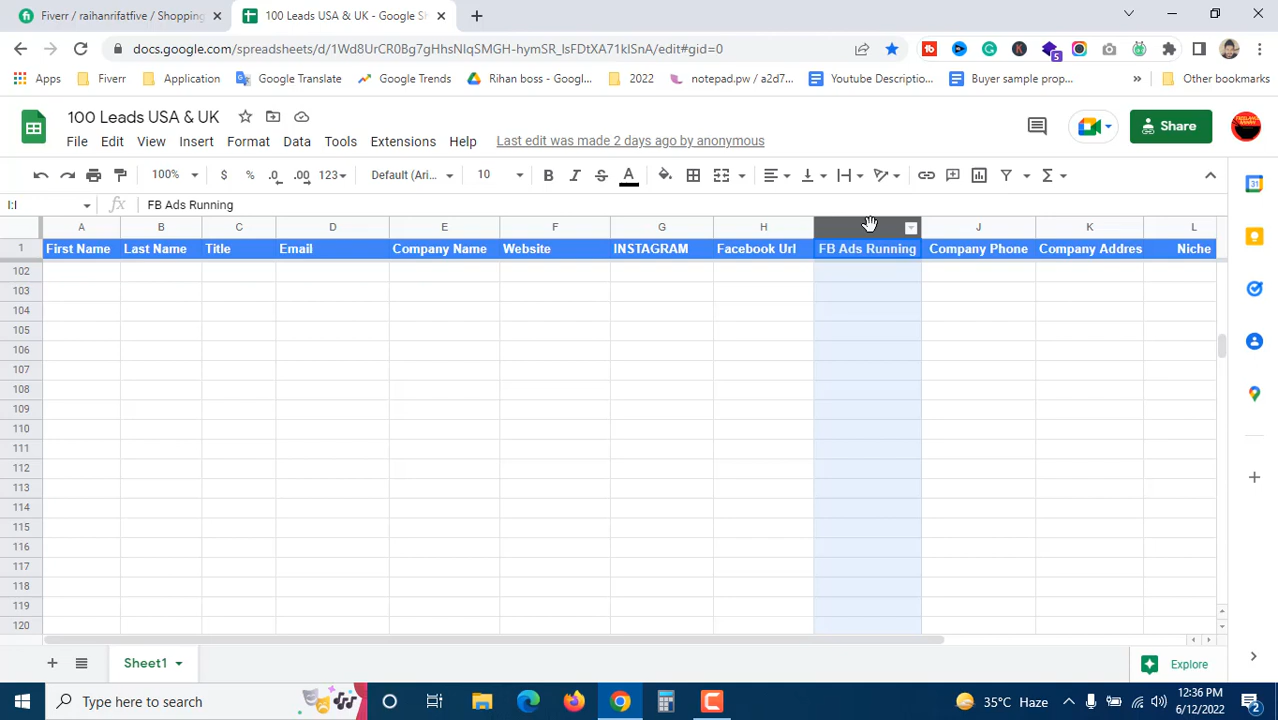 Fiverr / raihanrifatfive / Shopping
100 Leads USA & UK - Google Sh
docs.google.com/spreadsheets/d/1Wd8UrCR0Bg7gHhsNIqSMGH-hymSR_lsFDtXA71kISnA/edit#gid=0
Apps Fiverr Application Google Translate Google Trends Rihan boss - Goog... 2022 notepad.pw / a2d7... Youtube Descriptio... Buyer sample prop... » Other bookmarks
100 Leads USA & UK
File Edit View Insert Format Data Tools Extensions Help Last edit was made 2 days ago by anonymous
Share
100% $ % .0 .00 123 Default (Ari... 10 B I S A
I:I fx FB Ads Running
A B C D E F G H J K L
1 First Name Last Name Title Email Company Name Website INSTAGRAM Facebook Url FB Ads Running Company Phone Company Addres Niche
102
103
104
105
106
107
108
109
110
111
112
113
114
115
116
117
118
119
120
Sheet1
Explore
Type here to search
35°C Haze
12:36 PM
6/12/2022
2